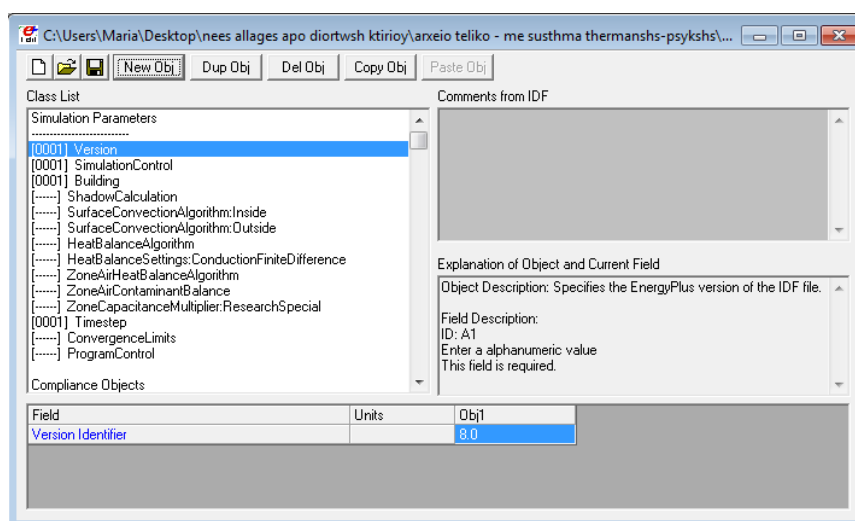 C:\Users\Maria\Desktop\nees allages apo diortwsh ktirioy\arxeio teliko - me susthma thermanshs-psykshs\...
New Obj Dup Obj Del Obj Copy Obj Paste Obj
Class List
Simulation Parameters
---------------------------
[0001] Version
[0001] SimulationControl
[0001] Building
[------] ShadowCalculation
[------] SurfaceConvectionAlgorithm:Inside
[------] SurfaceConvectionAlgorithm:Outside
[------] HeatBalanceAlgorithm
[------] HeatBalanceSettings:ConductionFiniteDifference
[------] ZoneAirHeatBalanceAlgorithm
[------] ZoneAirContaminantBalance
[------] ZoneCapacitanceMultiplier:ResearchSpecial
[0001] Timestep
[------] ConvergenceLimits
[------] ProgramControl
Compliance Objects
Comments from IDF
Explanation of Object and Current Field
Object Description: Specifies the EnergyPlus version of the IDF file.
Field Description:
ID: A1
Enter a alphanumeric value
This field is required.
Field Units Obj1
Version Identifier 8.0